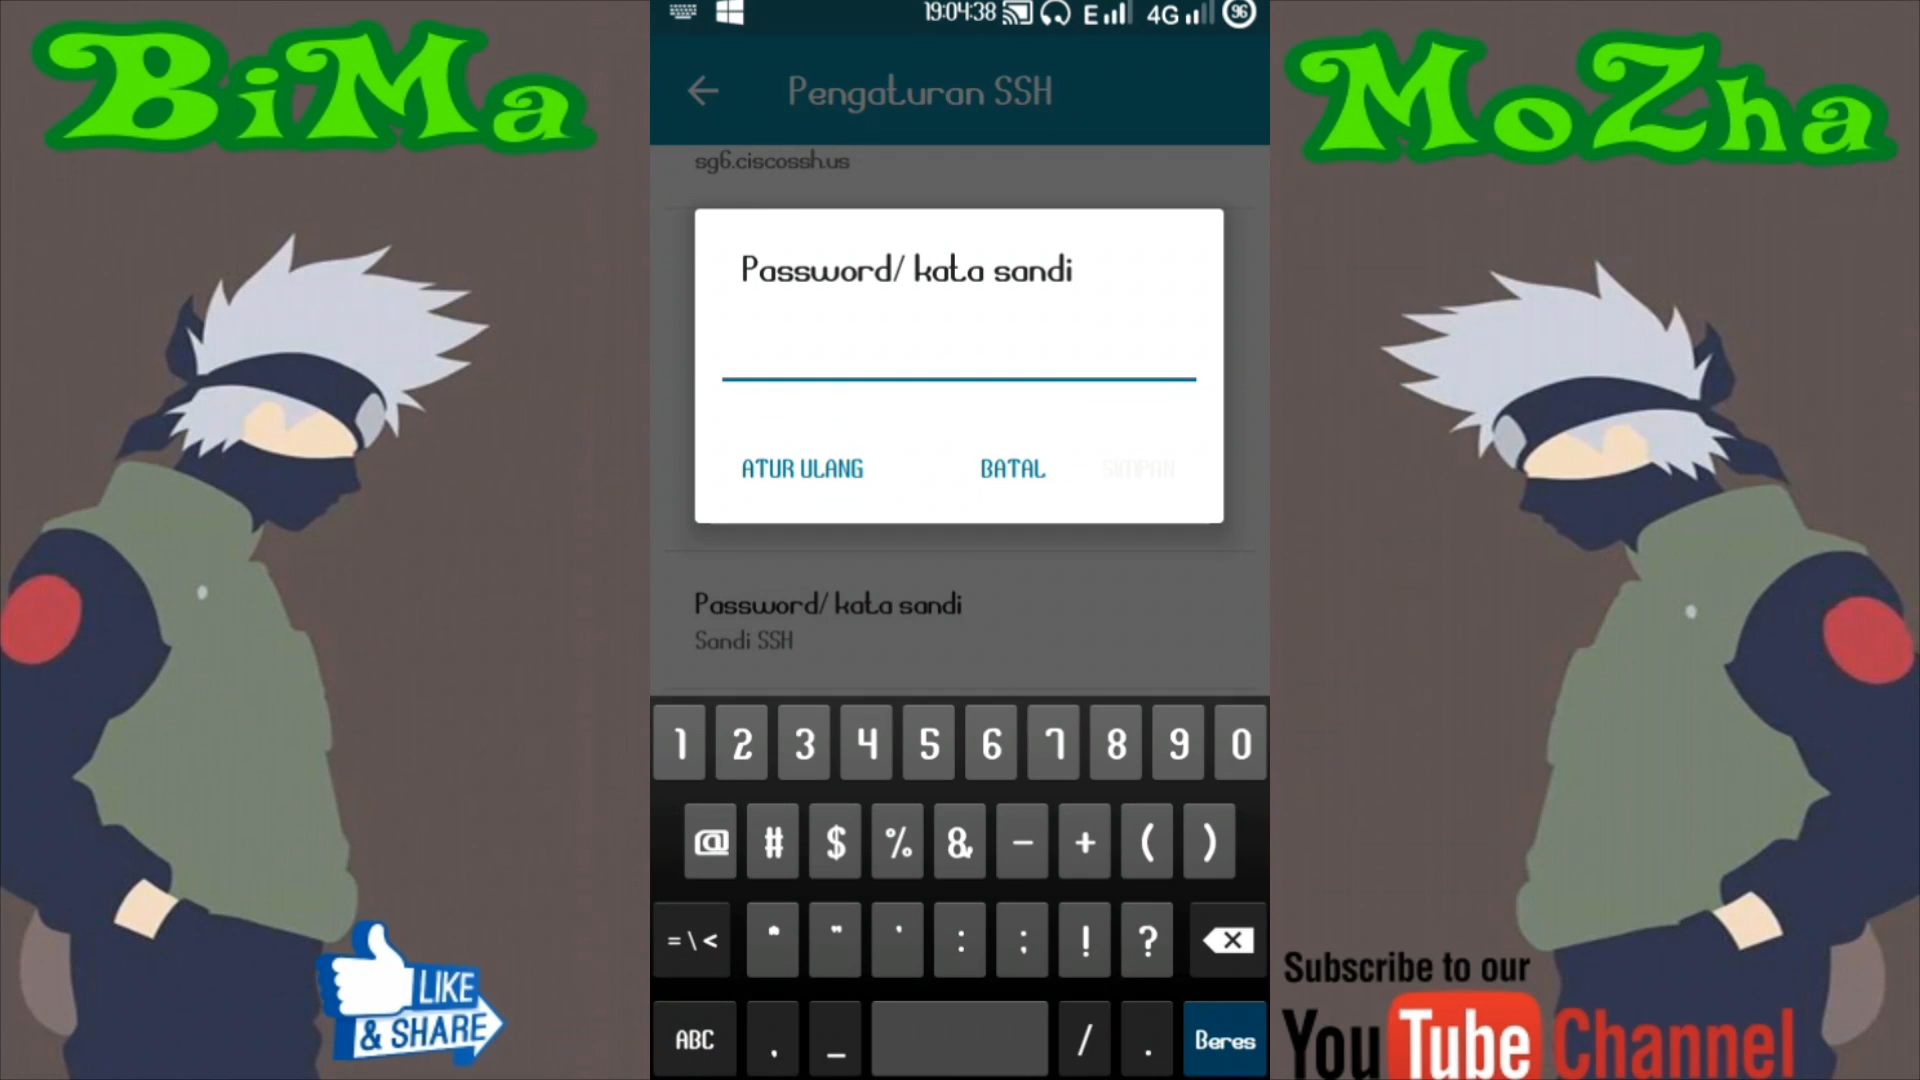 BiMa
MoZha
19:04:38 E 4G 96
Pengaturan SSH
sg6.ciscossh.us
Password/ kata sandi
ATUR ULANG BATAL SIMPAN
Password/ kata sandi
Sandi SSH
1 2 3 4 5 6 7 8 9 0
@ # $ % & - + ( )
= \ < * " ' : ; ! ?
ABC , _ / . Beres
LIKE
& SHARE
Subscribe to our
YouTube Channel